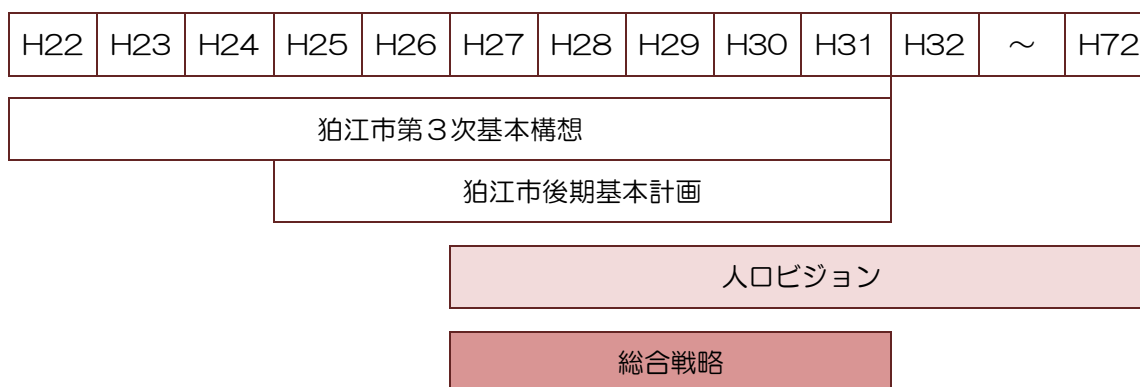 H22 H23 H24 H25 H26 H27 H28 H29 H30 H31 H32 ～ H72
狛江市第３次基本構想
狛江市後期基本計画
人口ビジョン
総合戦略